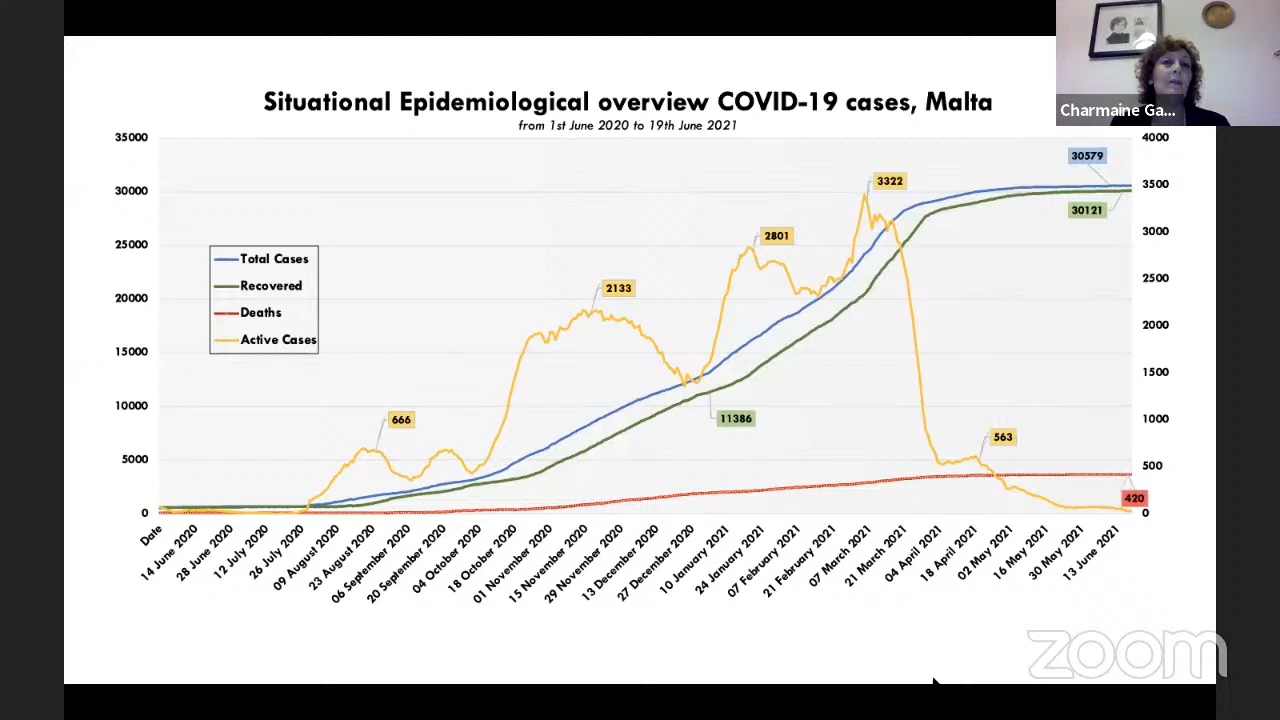 Situational Epidemiological overview COVID-19 cases, Malta
from 1st June 2020 to 19th June 2021
Charmaine Ga...
35000
30000
25000
20000
15000
10000
5000
0
4000
3500
3000
2500
2000
1500
1000
500
0
Total Cases
Recovered
Deaths
Active Cases
666
2133
11386
2801
3322
563
30579
30121
420
Date
14 June 2020
28 June 2020
12 July 2020
26 July 2020
09 August 2020
23 August 2020
06 September 2020
20 September 2020
04 October 2020
18 October 2020
01 November 2020
15 November 2020
29 November 2020
13 December 2020
27 December 2020
10 January 2021
24 January 2021
07 February 2021
21 February 2021
07 March 2021
21 March 2021
04 April 2021
18 April 2021
02 May 2021
16 May 2021
30 May 2021
13 June 2021
zoom